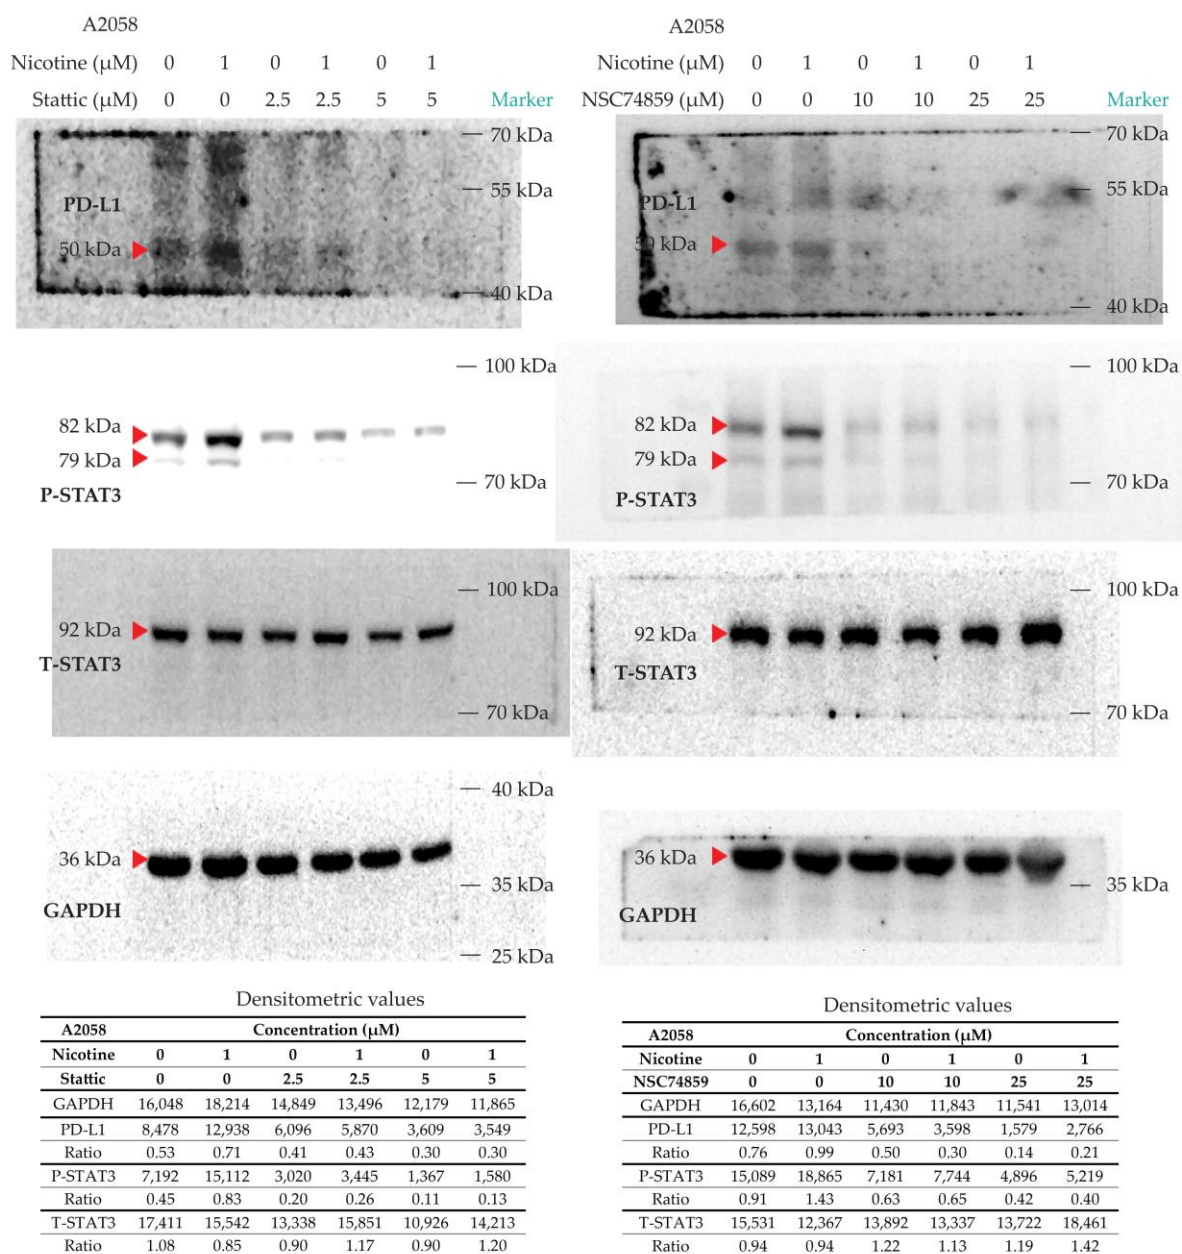 A2058
Nicotine (µM) 0 1 0 1 0 1
Stattic (µM) 0 0 2.5 2.5 5 5 Marker
70 kDa
55 kDa
PD-L1
50 kDa
40 kDa
100 kDa
82 kDa
79 kDa
70 kDa
P-STAT3
100 kDa
92 kDa
T-STAT3
70 kDa
40 kDa
36 kDa
35 kDa
GAPDH
25 kDa
Densitometric values
A2058 Concentration (µM)
Nicotine 0 1 0 1 0 1
Stattic 0 0 2.5 2.5 5 5
GAPDH 16,048 18,214 14,849 13,496 12,179 11,865
PD-L1 8,478 12,938 6,096 5,870 3,609 3,549
Ratio 0.53 0.71 0.41 0.43 0.30 0.30
P-STAT3 7,192 15,112 3,020 3,445 1,367 1,580
Ratio 0.45 0.83 0.20 0.26 0.11 0.13
T-STAT3 17,411 15,542 13,338 15,851 10,926 14,213
Ratio 1.08 0.85 0.90 1.17 0.90 1.20
A2058
Nicotine (µM) 0 1 0 1 0 1
NSC74859 (µM) 0 0 10 10 25 25 Marker
70 kDa
55 kDa
PD-L1
50 kDa
40 kDa
100 kDa
82 kDa
79 kDa
70 kDa
P-STAT3
100 kDa
92 kDa
T-STAT3
70 kDa
36 kDa
35 kDa
GAPDH
Densitometric values
A2058 Concentration (µM)
Nicotine 0 1 0 1 0 1
NSC74859 0 0 10 10 25 25
GAPDH 16,602 13,164 11,430 11,843 11,541 13,014
PD-L1 12,598 13,043 5,693 3,598 1,579 2,766
Ratio 0.76 0.99 0.50 0.30 0.14 0.21
P-STAT3 15,089 18,865 7,181 7,744 4,896 5,219
Ratio 0.91 1.43 0.63 0.65 0.42 0.40
T-STAT3 15,531 12,367 13,892 13,337 13,722 18,461
Ratio 0.94 0.94 1.22 1.13 1.19 1.42